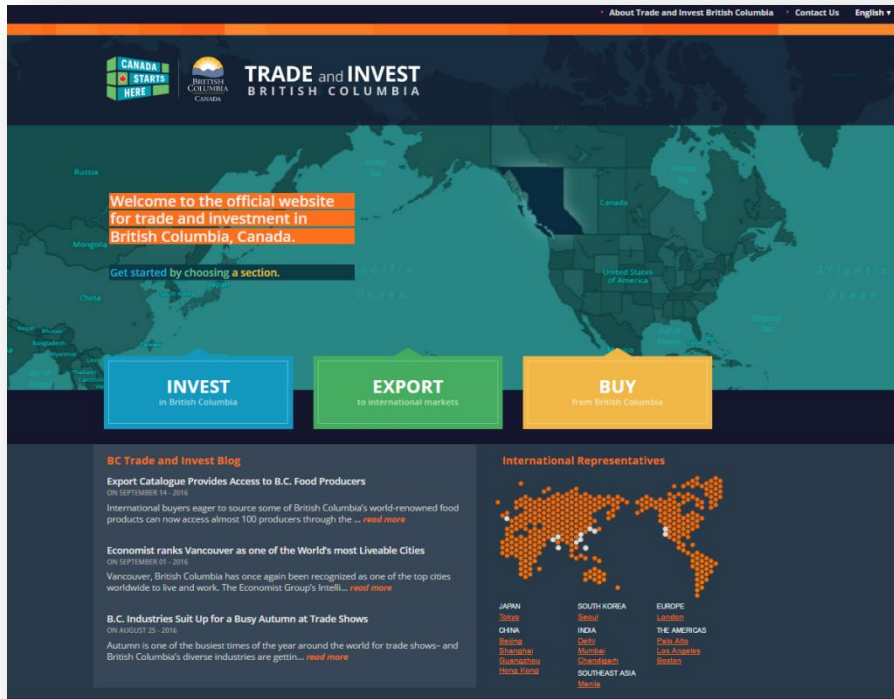 About Trade and Invest British Columbia
Contact Us
English ▾
CANADA
STARTS
HERE
BRITISH
COLUMBIA
CANADA
TRADE and INVEST
BRITISH COLUMBIA
Russia
Canada
Mongolia
United States
of America
China
Japan
Ocean
Atlantic
Ocean
Welcome to the official website
for trade and investment in
British Columbia, Canada.
Get started by choosing a section.
INVEST
in British Columbia
EXPORT
to international markets
BUY
from British Columbia
BC Trade and Invest Blog
Export Catalogue Provides Access to B.C. Food Producers
ON SEPTEMBER 14 - 2016
International buyers eager to source some of British Columbia's world-renowned food
products can now access almost 100 producers through the ... read more
Economist ranks Vancouver as one of the World's most Liveable Cities
ON SEPTEMBER 01 - 2016
Vancouver, British Columbia has once again been recognized as one of the top cities
worldwide to live and work. The Economist Group's Intelli... read more
B.C. Industries Suit Up for a Busy Autumn at Trade Shows
ON AUGUST 25 - 2016
Autumn is one of the busiest times of the year around the world for trade shows– and
British Columbia's diverse industries are gettin... read more
International Representatives
JAPAN
Tokyo
CHINA
Beijing
Shanghai
Guangzhou
Hong Kong
SOUTH KOREA
Seoul
INDIA
Delhi
Mumbai
Chandigarh
SOUTHEAST ASIA
Manila
EUROPE
London
THE AMERICAS
Palo Alto
Los Angeles
Boston